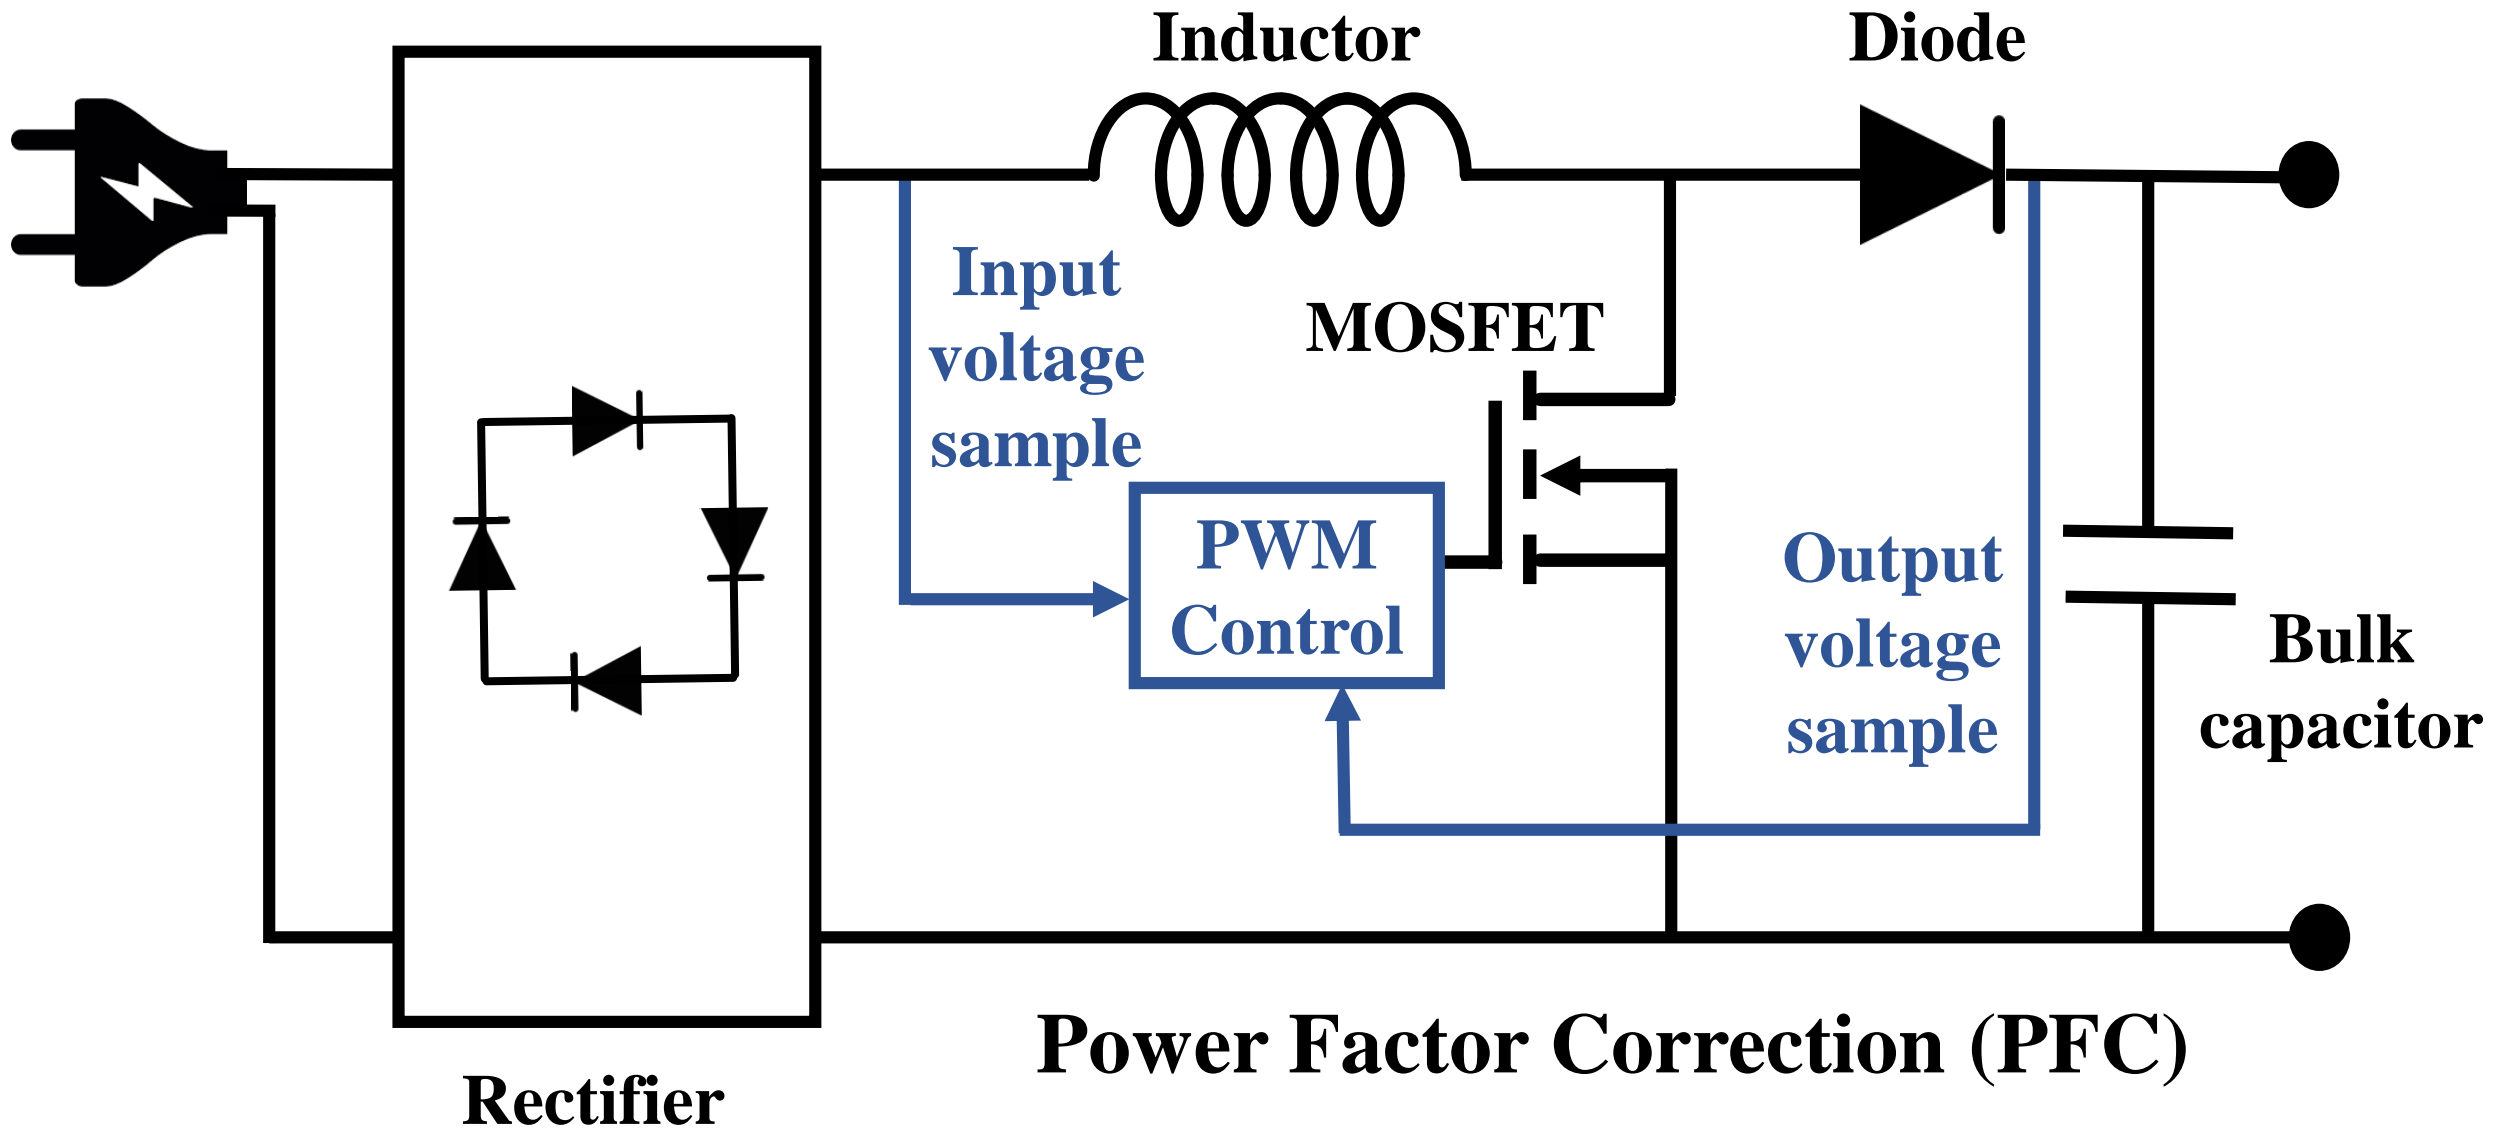 Inductor
Diode
Input
voltage
sample
MOSFET
PWM
Control
Output
voltage
sample
Bulk
capacitor
Power Factor Correction (PFC)
Rectifier